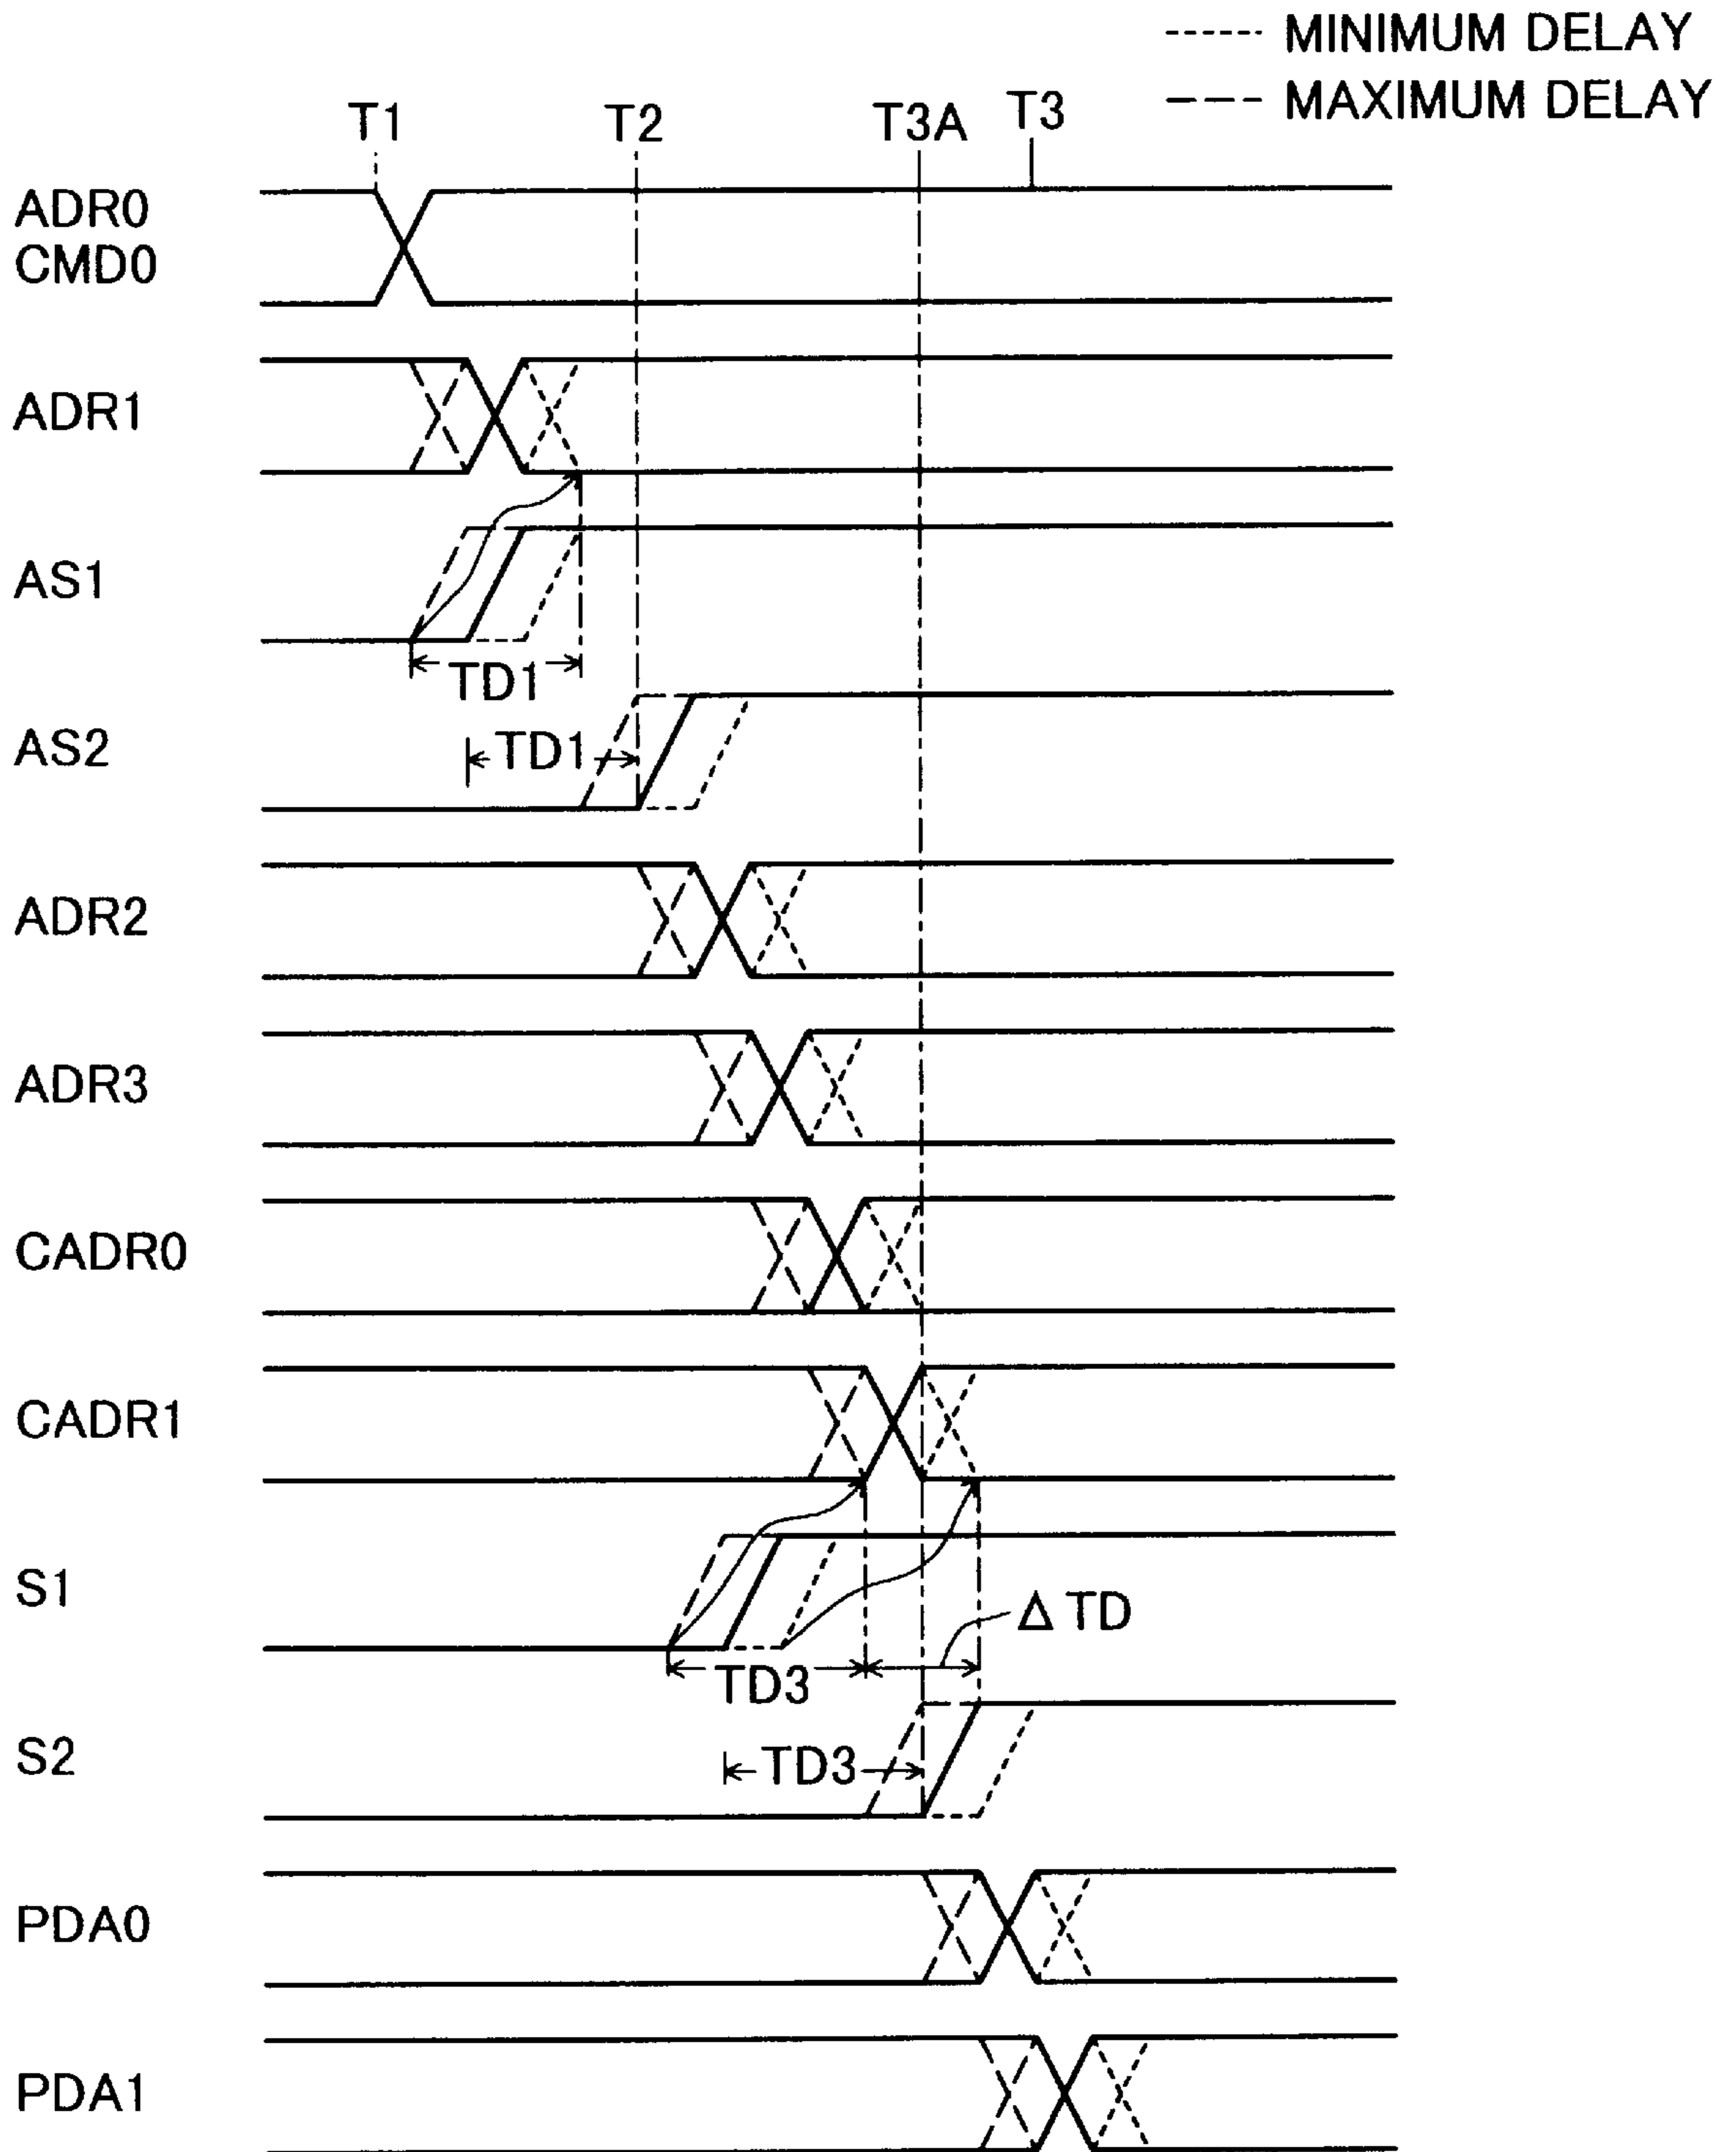 MINIMUM DELAY
MAXIMUM DELAY
T1 T2 T3A T3
ADR0
CMD0
ADR1
AS1
TD1
AS2
TD1
ADR2
ADR3
CADR0
CADR1
S1
Δ TD
TD3
S2
TD3
PDA0
PDA1